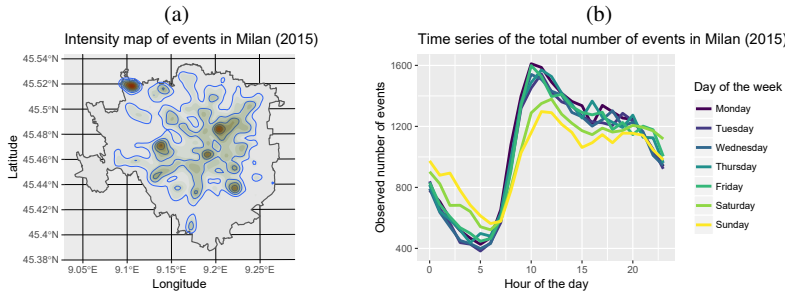 (a)
Intensity map of events in Milan (2015)
45.54°N
45.52°N
45.5°N
45.48°N
45.46°N
45.44°N
45.42°N
45.4°N
45.38°N
Latitude
9.05°E 9.1°E 9.15°E 9.2°E 9.25°E
Longitude
(b)
Time series of the total number of events in Milan (2015)
1600
1200
800
400
Observed number of events
0 5 10 15 20
Hour of the day
Day of the week
Monday
Tuesday
Wednesday
Thursday
Friday
Saturday
Sunday